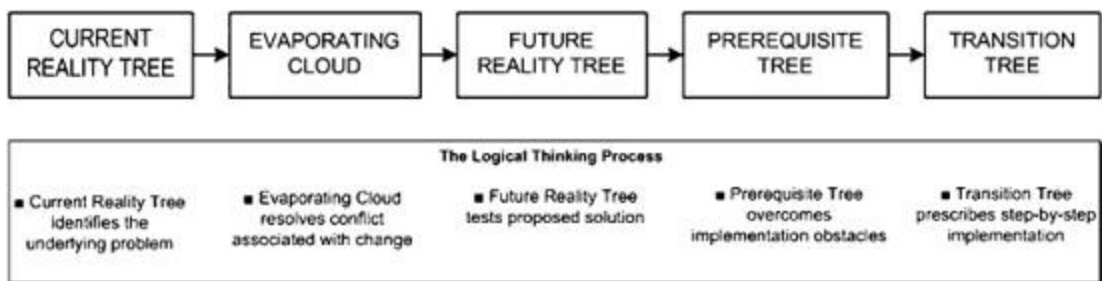 CURRENT
REALITY TREE
EVAPORATING
CLOUD
FUTURE
REALITY TREE
PREREQUISITE
TREE
TRANSITION
TREE
The Logical Thinking Process
■ Current Reality Tree
identifies the
underlying problem
■ Evaporating Cloud
resolves conflict
associated with change
■ Future Reality Tree
tests proposed solution
■ Prerequisite Tree
overcomes
implementation obstacles
■ Transition Tree
prescribes step-by-step
implementation